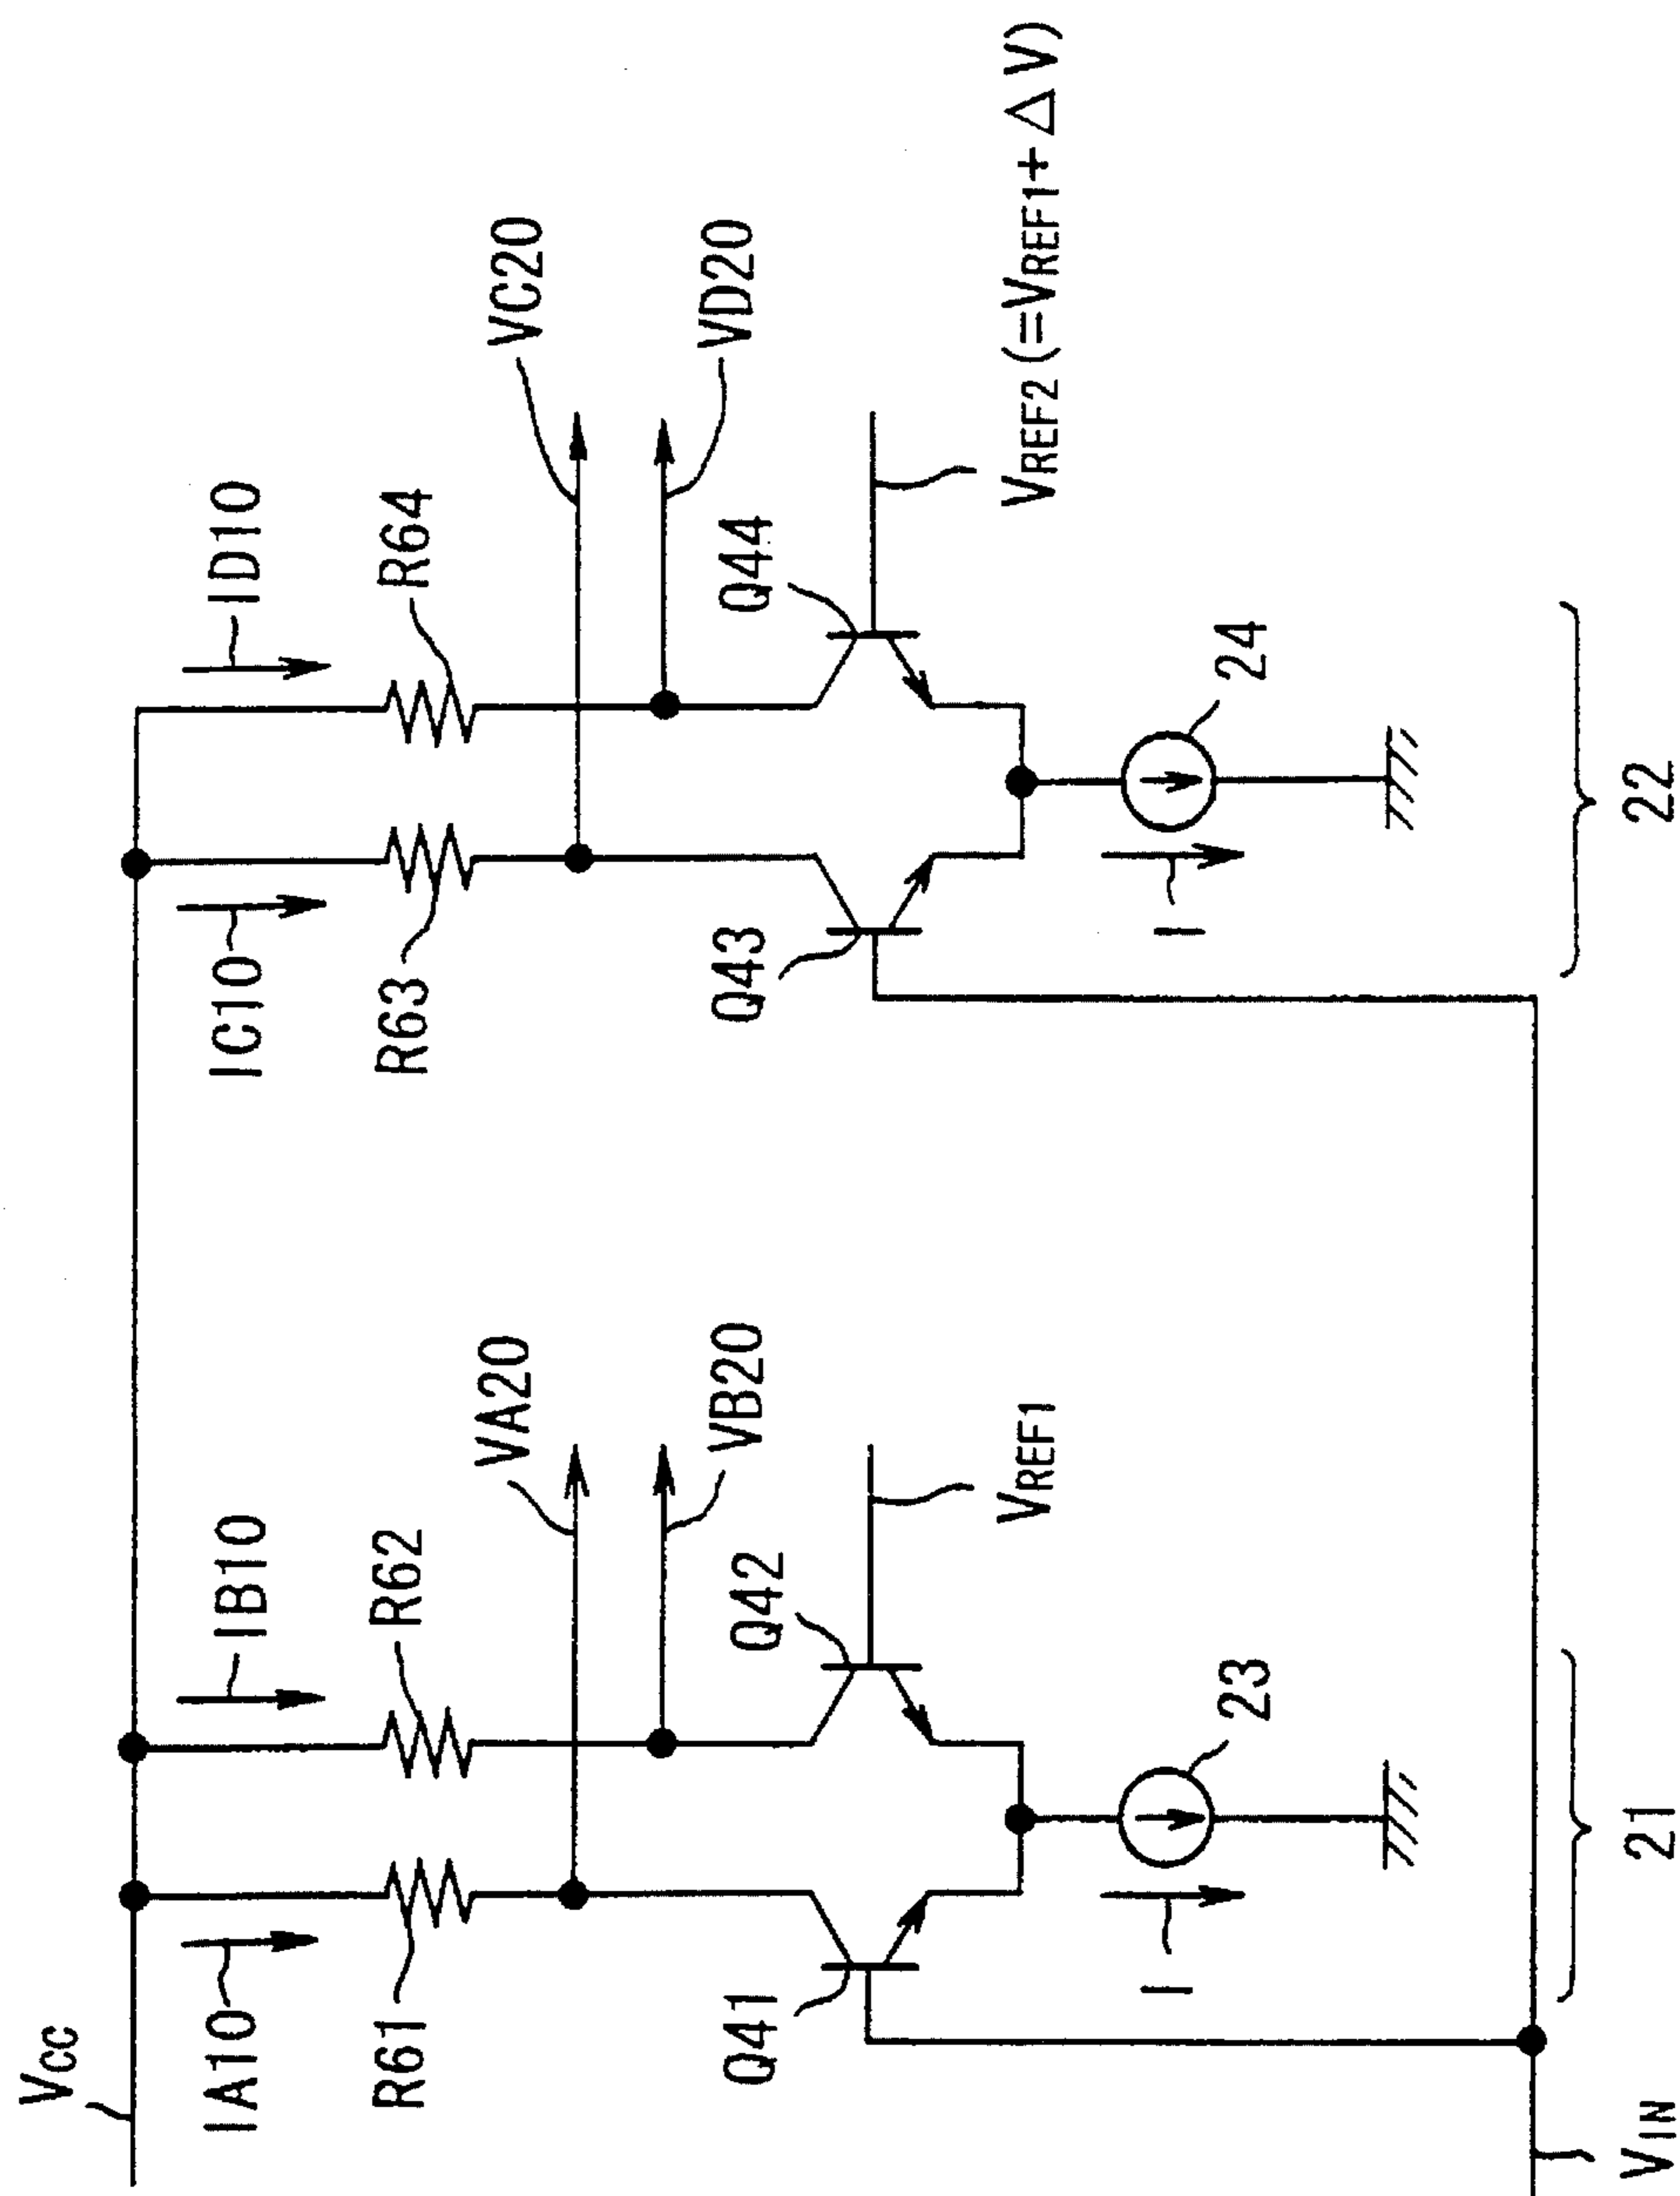 VCC
IA10
IB10
IC10
ID10
R61
R62
R63
R64
VA20
VC20
VB20
VD20
Q41
Q42
Q43
Q44
VREF1
VREF2 (=VREF1+ΔV)
I
23
I
24
21
22
VIN